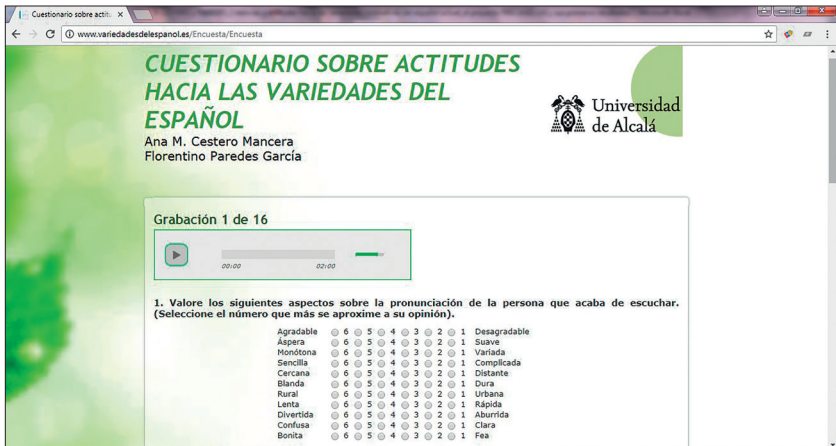 Cuestionario sobre actit
www.variedadesdelespanol.es/Encuesta/Encuesta
CUESTIONARIO SOBRE ACTITUDES
HACIA LAS VARIEDADES DEL
ESPAÑOL
Ana M. Cestero Mancera
Florentino Paredes García
Universidad
de Alcalá
Grabación 1 de 16
00:00 02:00
1. Valore los siguientes aspectos sobre la pronunciación de la persona que acaba de escuchar.
(Seleccione el número que más se aproxime a su opinión).
Agradable 6 5 4 3 2 1 Desagradable
Áspera 6 5 4 3 2 1 Suave
Monótona 6 5 4 3 2 1 Variada
Sencilla 6 5 4 3 2 1 Complicada
Cercana 6 5 4 3 2 1 Distante
Blanda 6 5 4 3 2 1 Dura
Rural 6 5 4 3 2 1 Urbana
Lenta 6 5 4 3 2 1 Rápida
Divertida 6 5 4 3 2 1 Aburrida
Confusa 6 5 4 3 2 1 Clara
Bonita 6 5 4 3 2 1 Fea